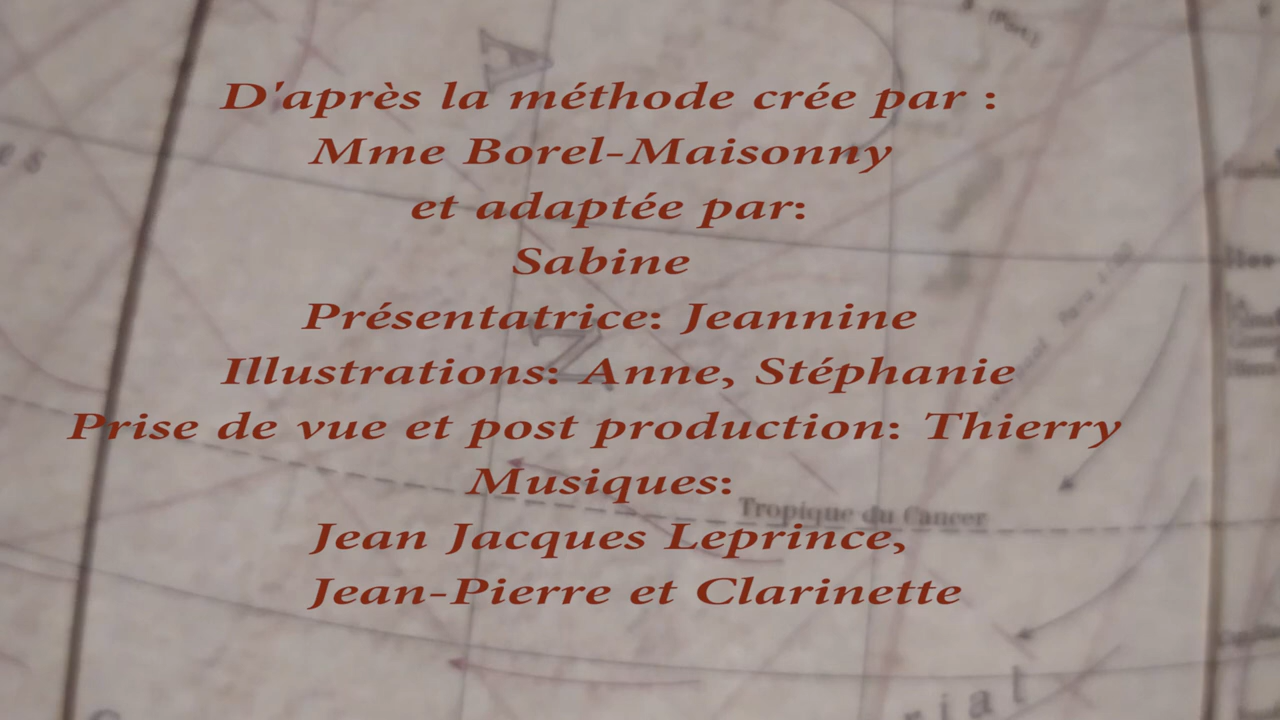 D'après la méthode crée par :
Mme Borel-Maisonny
et adaptée par:
Sabine
Présentatrice: Jeannine
Illustrations: Anne, Stéphanie
Prise de vue et post production: Thierry
Musiques:
Tropique du Cancer
Jean Jacques Leprince,
Jean-Pierre et Clarinette